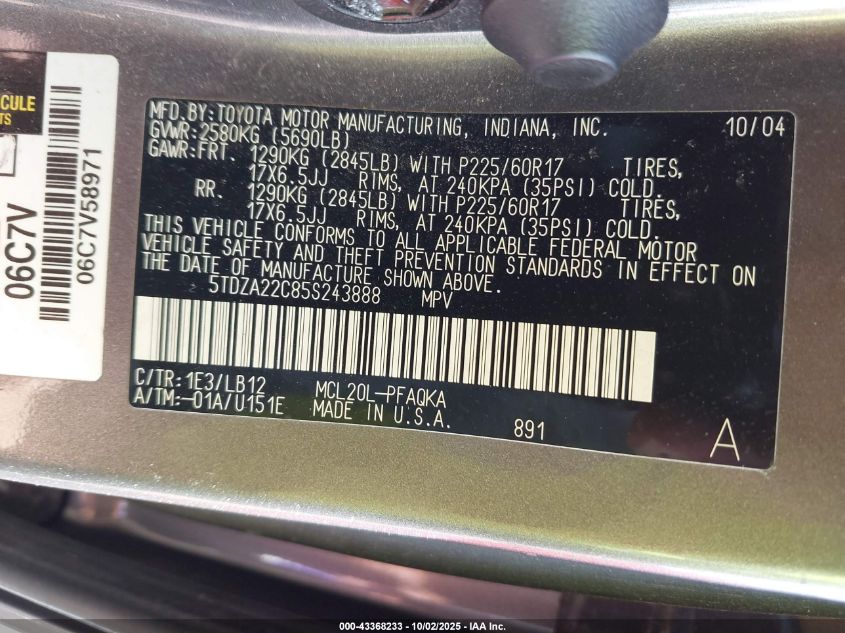 CULE
TS
06C7V
06C7V58971
MFD.BY:TOYOTA MOTOR MANUFACTURING, INDIANA, INC. 10/04
GVWR:2580KG (5690LB)
GAWR:FRT. 1290KG (2845LB) WITH P225/60R17 TIRES,
17X6.5JJ RIMS, AT 240KPA (35PSI) COLD.
RR. 1290KG (2845LB) WITH P225/60R17 TIRES,
17X6.5JJ RIMS, AT 240KPA (35PSI) COLD.
THIS VEHICLE CONFORMS TO ALL APPLICABLE FEDERAL MOTOR
VEHICLE SAFETY AND THEFT PREVENTION STANDARDS IN EFFECT ON
THE DATE OF MANUFACTURE SHOWN ABOVE.
5TDZA22C85S243888 MPV
C/TR:1E3/LB12 MCL20L-PFAQKA
A/TM:-01A/U151E MADE IN U.S.A. 891 A
000-43368233 - 10/02/2025 - IAA Inc.